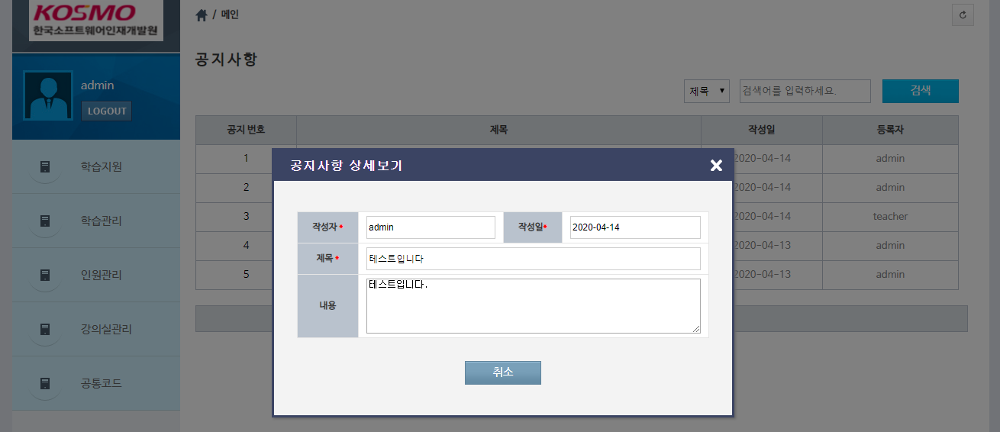 KOSMO
한국소프트웨어인재개발원
admin
LOGOUT
학습지원
학습관리
인원관리
강의실관리
공통코드
/ 메인
공지사항
제목
검색어를 입력하세요.
검색
공지 번호 제목 작성일 등록자
1 2020-04-14 admin
2 2020-04-14 admin
3 2020-04-14 teacher
4 2020-04-13 admin
5 2020-04-13 admin
공지사항 상세보기
작성자 * admin 작성일* 2020-04-14
제목 * 테스트입니다
내용 테스트입니다.
취소